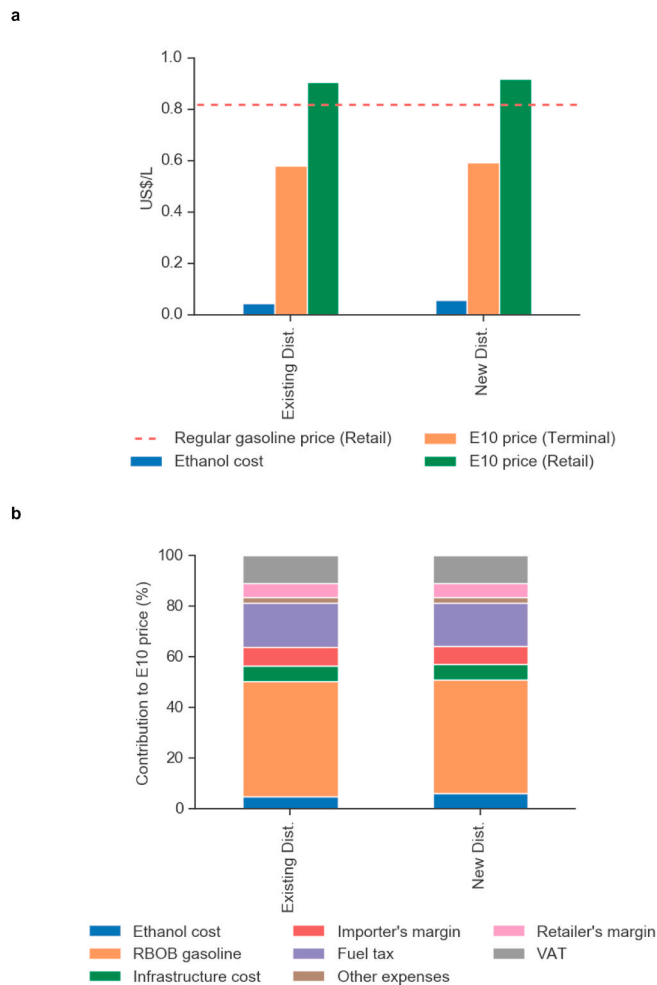 a
1.0
0.8
0.6
0.4
0.2
0.0
US$/L
Existing Dist.
New Dist.
Regular gasoline price (Retail)
Ethanol cost
E10 price (Terminal)
E10 price (Retail)
b
100
80
60
40
20
0
Contribution to E10 price (%)
Existing Dist.
New Dist.
Ethanol cost
RBOB gasoline
Infrastructure cost
Importer's margin
Fuel tax
Other expenses
Retailer's margin
VAT